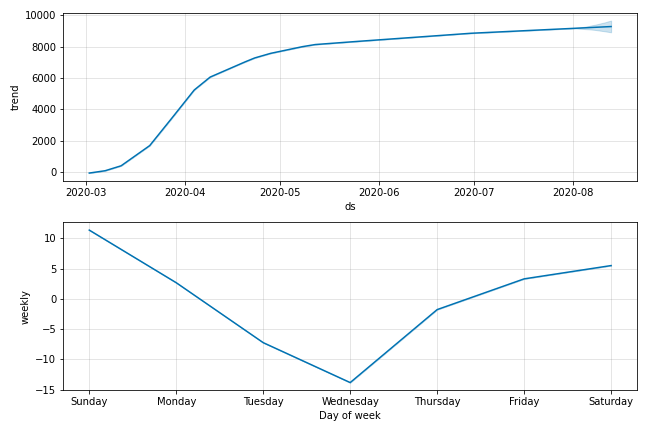 10000
8000
6000
4000
2000
0
trend
2020-03 2020-04 2020-05 2020-06 2020-07 2020-08
ds
10
5
0
−5
−10
−15
weekly
Sunday Monday Tuesday Wednesday Thursday Friday Saturday
Day of week